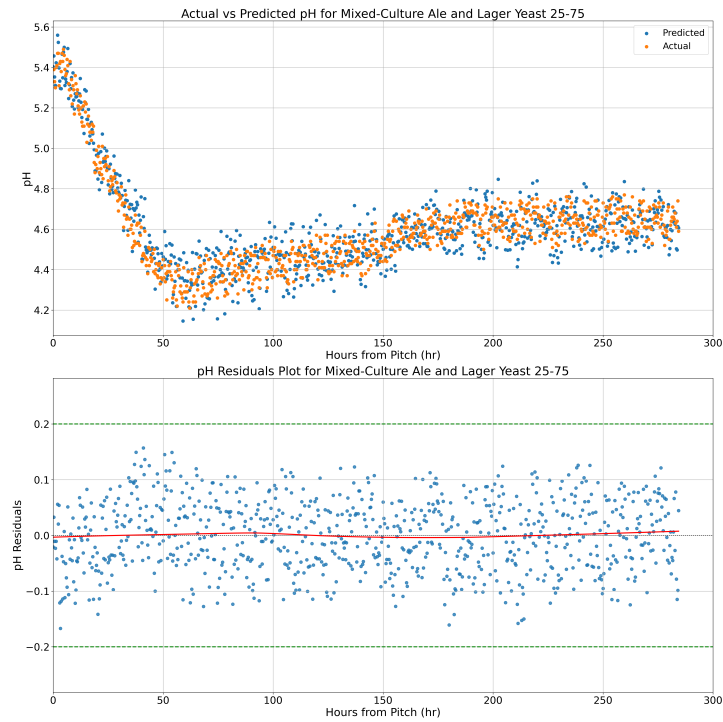 Actual vs Predicted pH for Mixed-Culture Ale and Lager Yeast 25-75
5.6
5.4
5.2
5.0
4.8
4.6
4.4
4.2
pH
Predicted
Actual
0 50 100 150 200 250 300
Hours from Pitch (hr)
pH Residuals Plot for Mixed-Culture Ale and Lager Yeast 25-75
0.2
0.1
0.0
−0.1
−0.2
pH Residuals
0 50 100 150 200 250 300
Hours from Pitch (hr)